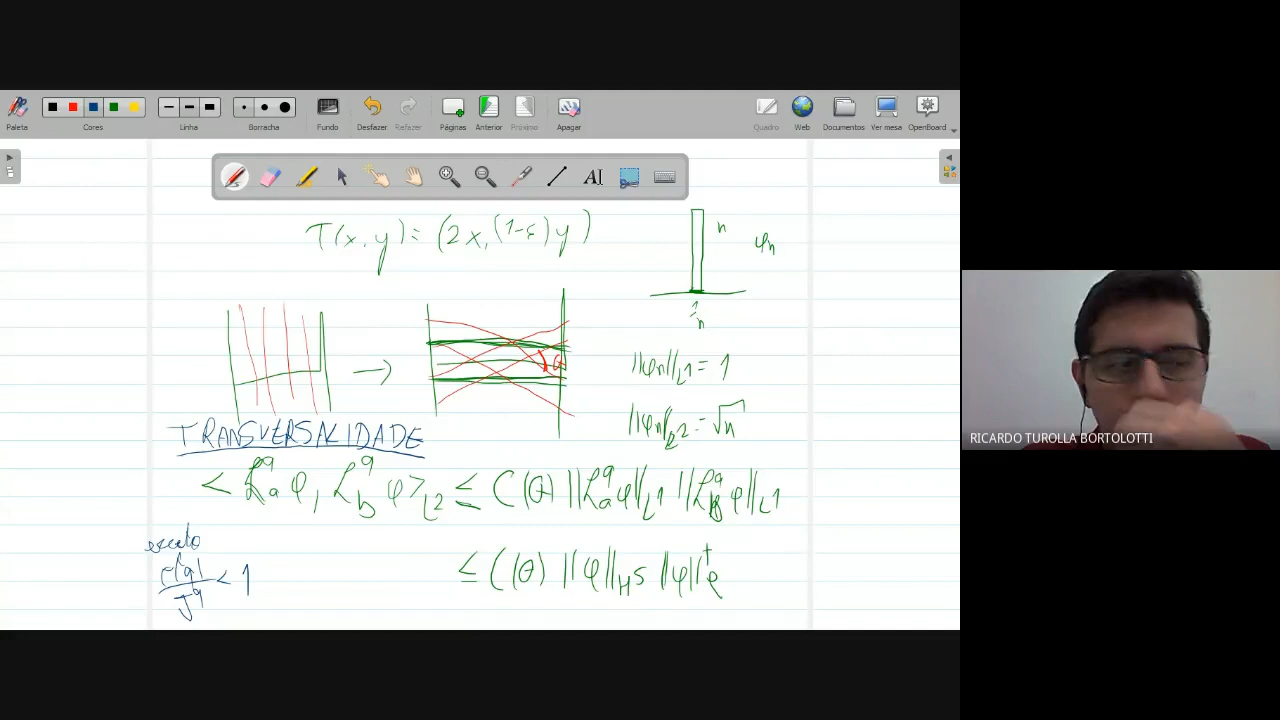 Paleta Cores Linha Borracha Fundo Desfazer Refazer Páginas Anterior Próximo Apagar Quadro Web Documentos Ver mesa OpenBoard
T(x,y) = (2x, (1-ε)y)
n
φn
1/n
θ
||φn||L1 = 1
||φn||L2 = √n
TRANSVERSALIDADE
< ℒ^q_a φ, ℒ^q_b φ >L2 ≤ C(θ) ||ℒ^q_a φ||L1 ||ℒ^q_b φ||L1
< 1
≤ C(θ) ||φ||Hs ||φ||
RICARDO TUROLLA BORTOLOTTI